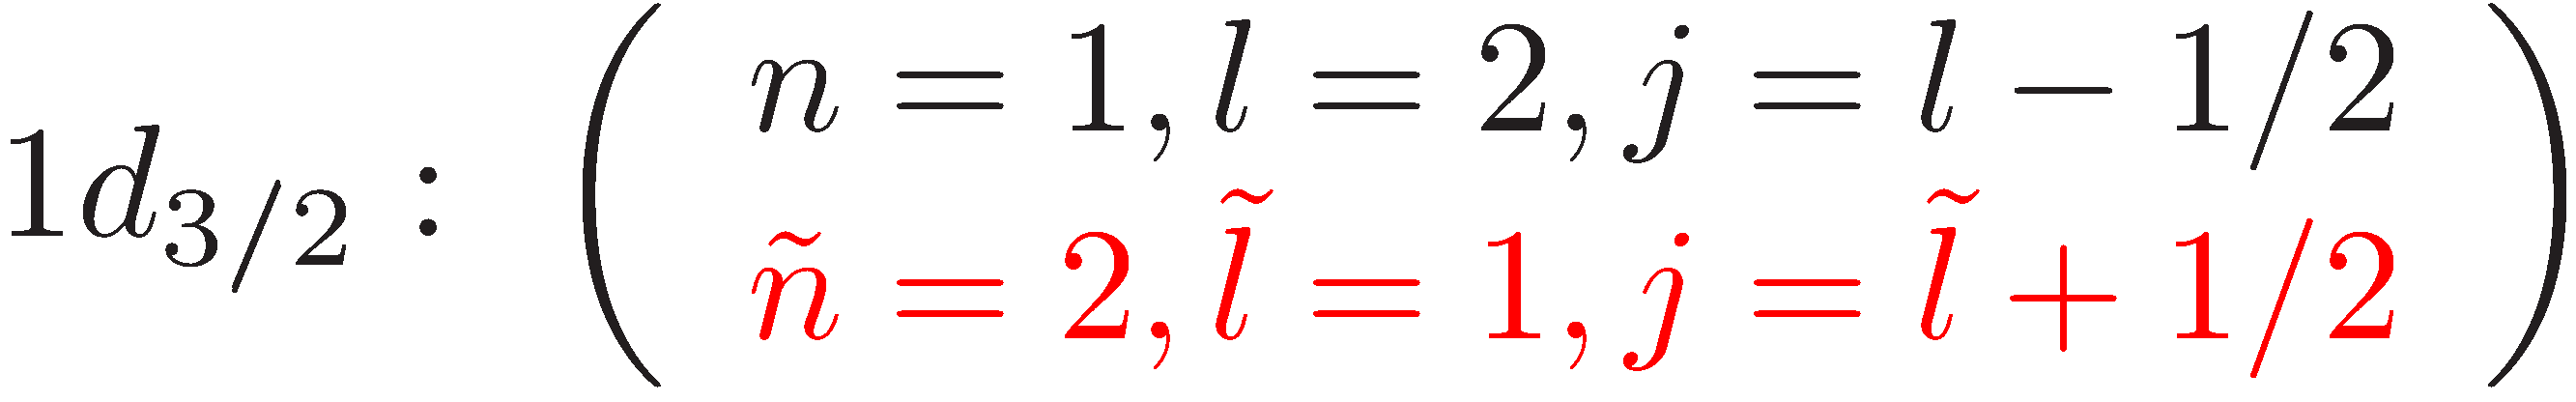 1d_{3/2} : ( n = 1, l = 2, j = l − 1/2
ñ = 2, l̃ = 1, j = l̃ + 1/2 )